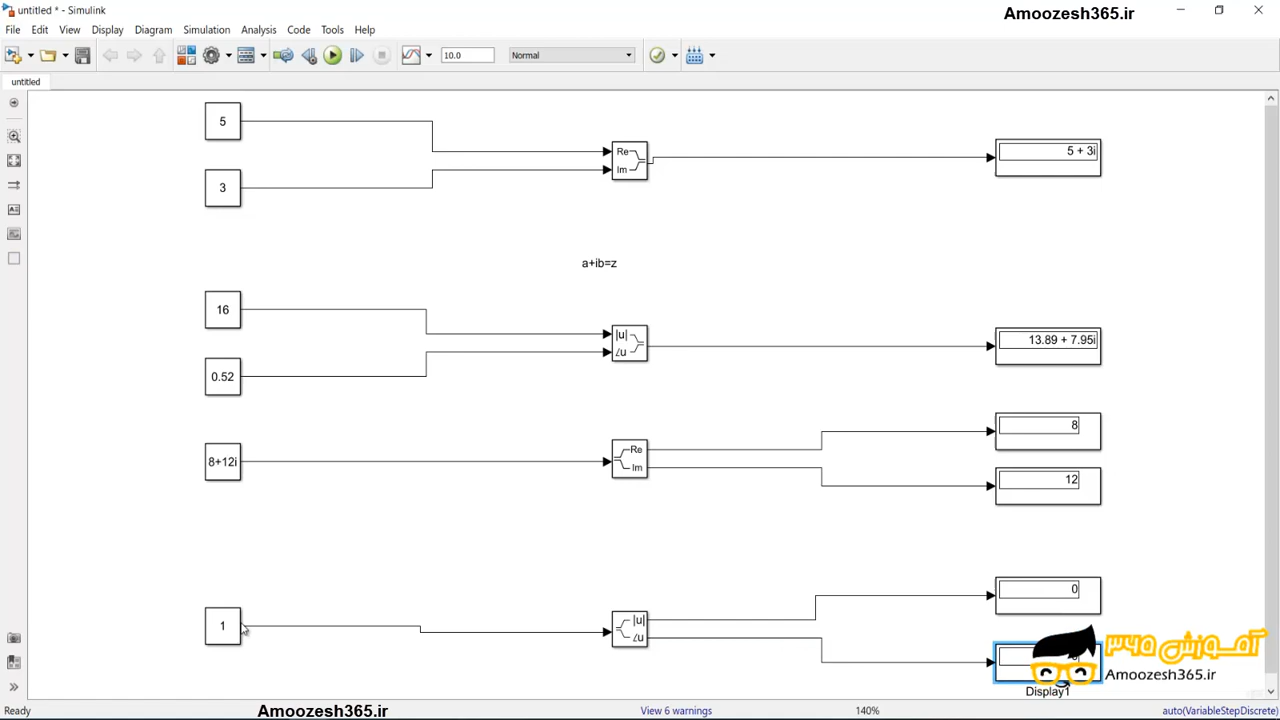 untitled * - Simulink
Amoozesh365.ir
File Edit View Display Diagram Simulation Analysis Code Tools Help
10.0 Normal
untitled
5
Re
Im
5 + 3i
3
a+ib=z
16
|u|
∠u
13.89 + 7.95i
0.52
8
8+12i
Re
Im
12
0
1
|u|
∠u
آموزش ۳۶۵
Amoozesh365.ir
Display1
Ready
Amoozesh365.ir
View 6 warnings
140%
auto(VariableStepDiscrete)